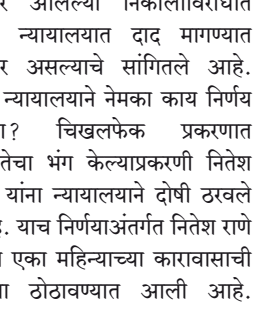 आलेल्या निकालाविरोधात
न्यायालयात दाद मागण्यात
असल्याचे सांगितले आहे.
न्यायालयाने नेमका काय निर्णय
चिखलफेक प्रकरणात
भंग केल्याप्रकरणी नितेश
यांना न्यायालयाने दोषी ठरवले
याच निर्णयाअंतर्गत नितेश राणे
एका महिन्याच्या कारावासाची
ठोठावण्यात आली आहे.